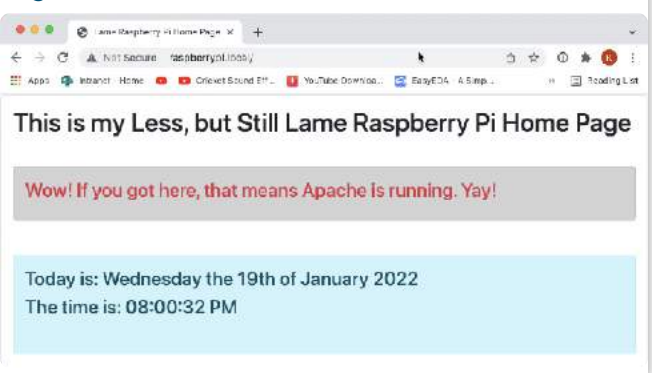 Lame Raspberry Pi Home Page × +
Not Secure raspberrypi.local/
Apps Intranet - Home Cricket Sound Eff... YouTube Downloa... EasyEDA - A Simp... » Reading List
This is my Less, but Still Lame Raspberry Pi Home Page
Wow! If you got here, that means Apache is running. Yay!
Today is: Wednesday the 19th of January 2022
The time is: 08:00:32 PM